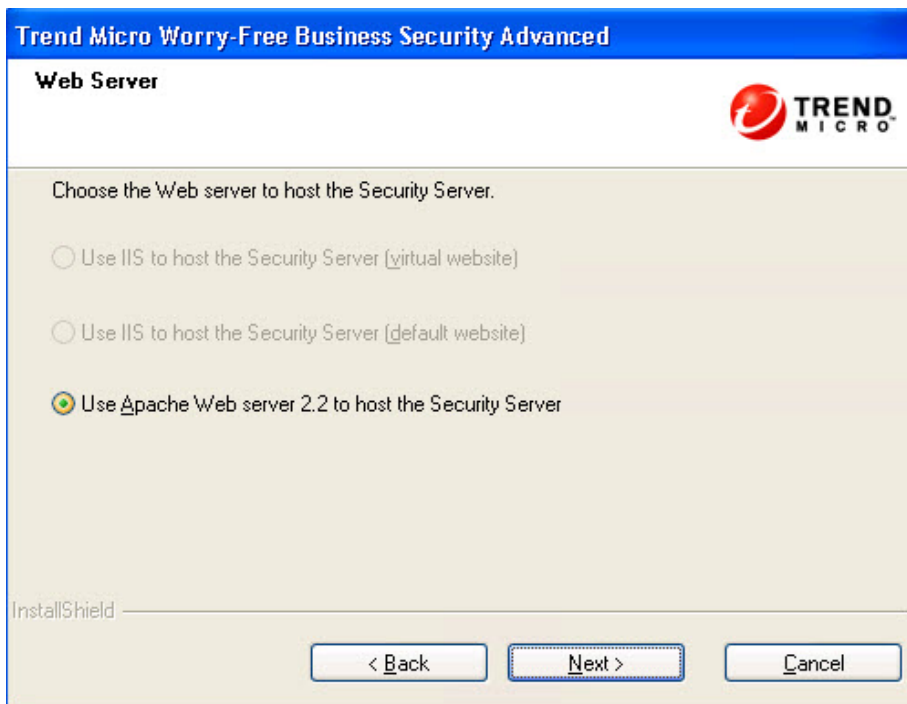 Trend Micro Worry-Free Business Security Advanced
Web Server
TREND
MICRO™
Choose the Web server to host the Security Server.
Use IIS to host the Security Server (virtual website)
Use IIS to host the Security Server (default website)
Use Apache Web server 2.2 to host the Security Server
InstallShield
< Back
Next >
Cancel